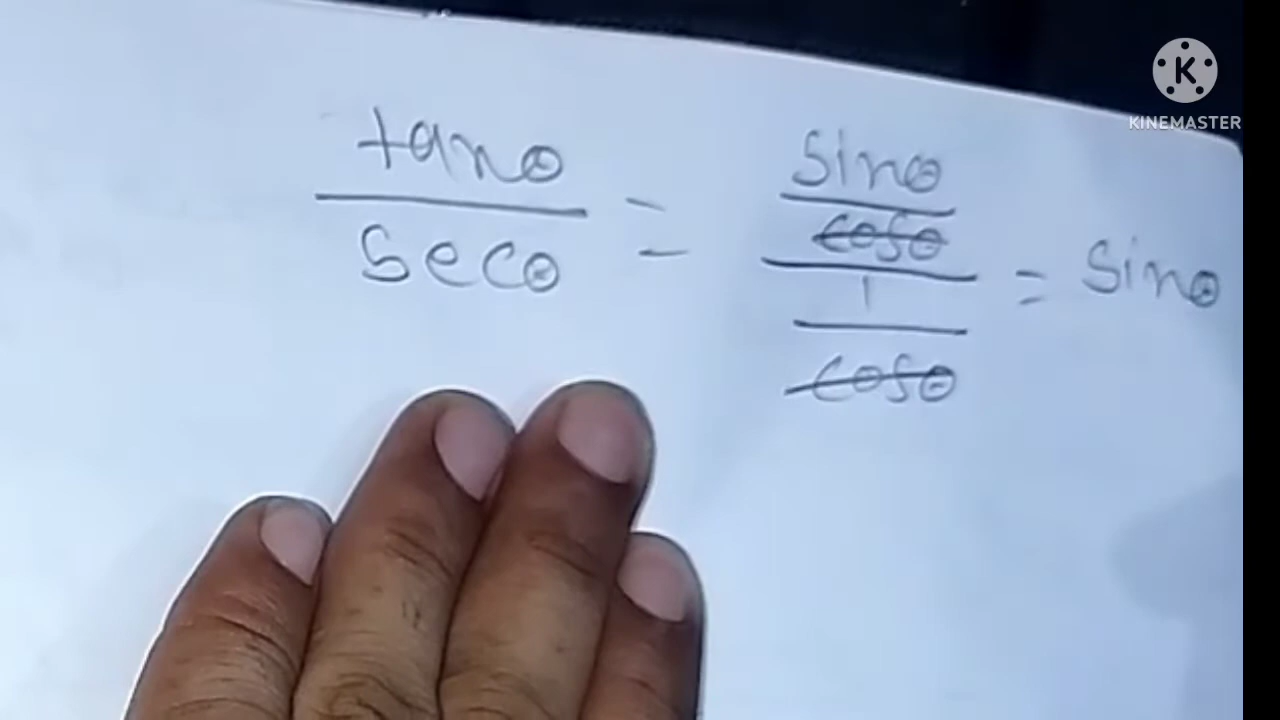 KINEMASTER
tanθ / secθ = (sinθ / cosθ) / (1 / cosθ) = sinθ